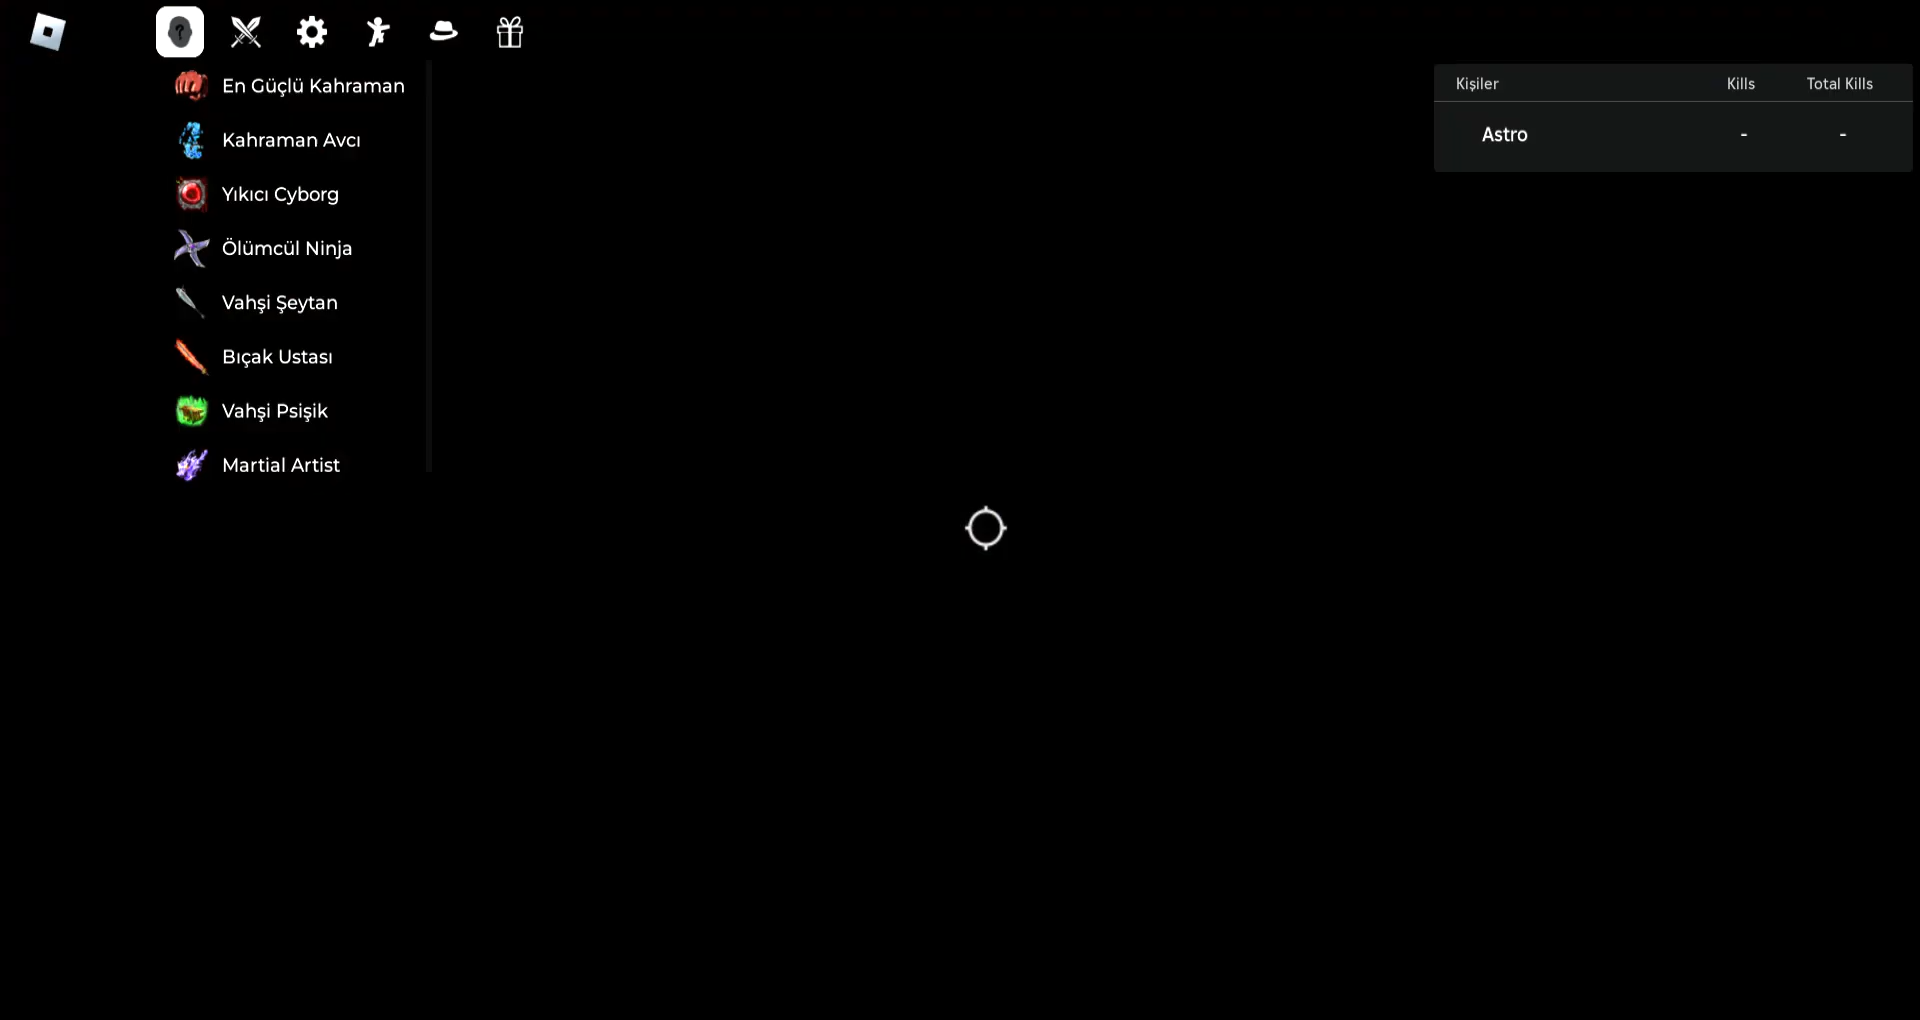 En Güçlü Kahraman
Kahraman Avcı
Yıkıcı Cyborg
Ölümcül Ninja
Vahşi Şeytan
Bıçak Ustası
Vahşi Psişik
Martial Artist
Kişiler Kills Total Kills
Astro - -